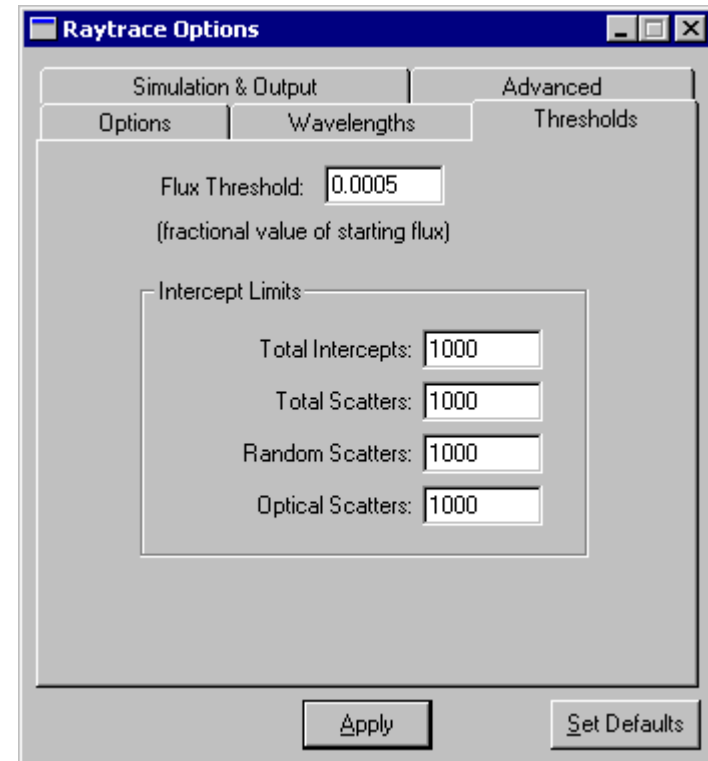 Raytrace Options
Simulation & Output Advanced
Options Wavelengths Thresholds
Flux Threshold: 0.0005
(fractional value of starting flux)
Intercept Limits
Total Intercepts: 1000
Total Scatters: 1000
Random Scatters: 1000
Optical Scatters: 1000
Apply Set Defaults